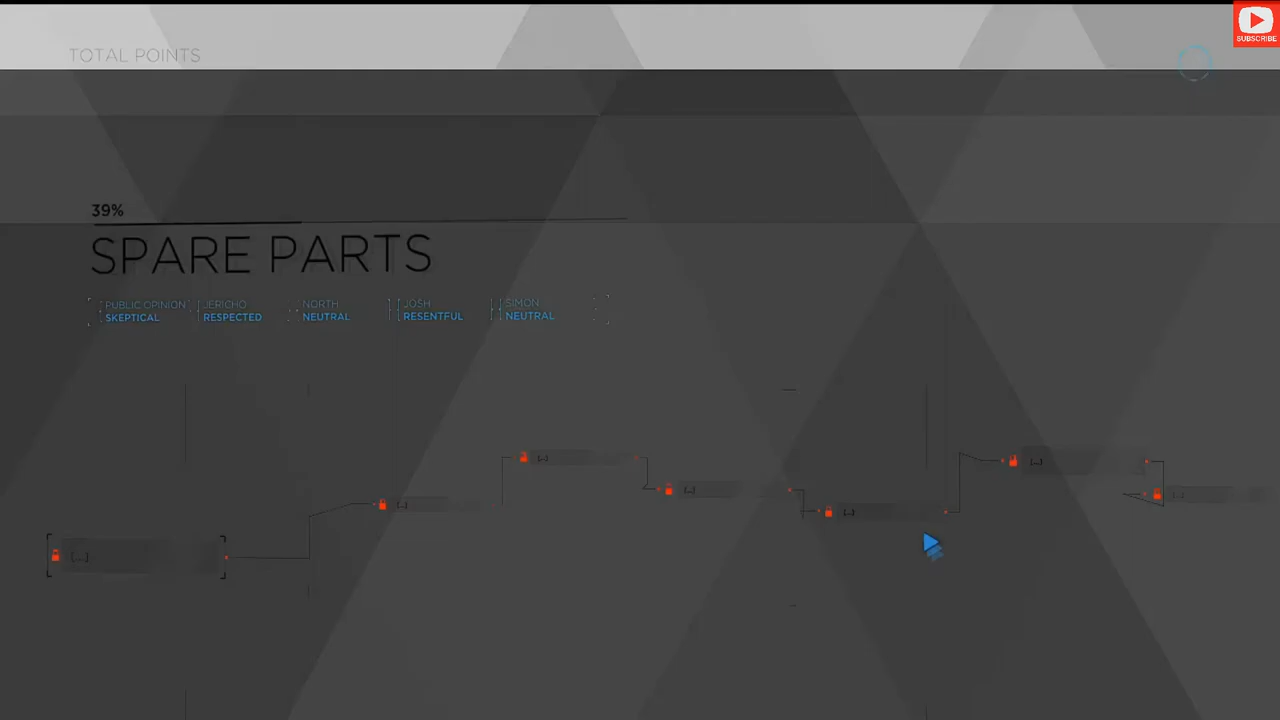 SUBSCRIBE
TOTAL POINTS
39%
SPARE PARTS
PUBLIC OPINION JERICHO NORTH JOSH SIMON
SKEPTICAL RESPECTED NEUTRAL RESENTFUL NEUTRAL
[...]
[...]
[...]
[...]
[...]
[...]
[...]